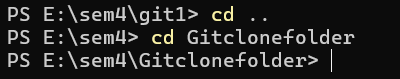 PS E:\sem4\git1> cd ..
PS E:\sem4> cd Gitclonefolder
PS E:\sem4\Gitclonefolder>